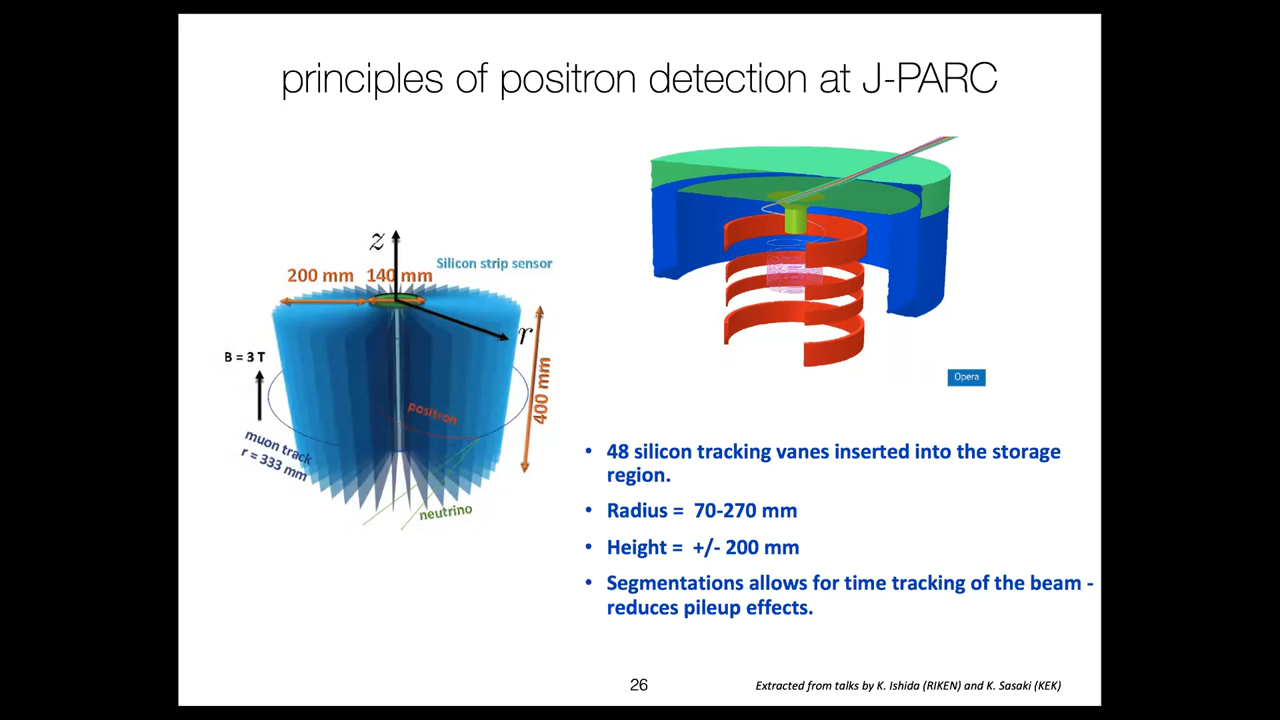 principles of positron detection at J-PARC
z
200 mm
140 mm
Silicon strip sensor
r
B = 3 T
400 mm
positron
muon track
r = 333 mm
neutrino
Opera
• 48 silicon tracking vanes inserted into the storage
region.
• Radius = 70-270 mm
• Height = +/- 200 mm
• Segmentations allows for time tracking of the beam -
reduces pileup effects.
26
Extracted from talks by K. Ishida (RIKEN) and K. Sasaki (KEK)